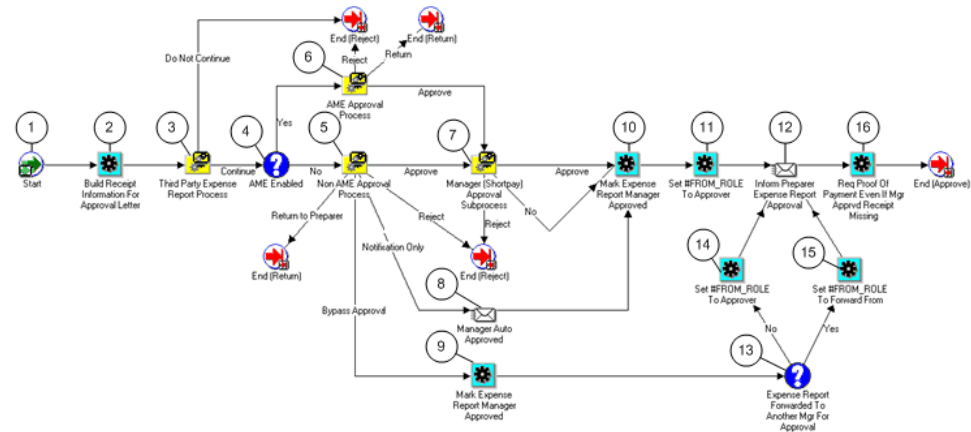 End (Reject)
End (Return)
Do Not Continue
6
Reject
Return
AME Approval
Process
Approve
Yes
1
2
3
4
5
7
10
11
12
16
Start
Build Receipt
Information For
Approval Letter
Third Party Expense
Report Process
Continue
AME Enabled
No
Non AME Approval
Process
Approve
Manager (Shortpay)
Approval
Subprocess
Approve
Mark Expense
Report Manager
Approved
Set #FROM_ROLE
To Approver
Inform Preparer
Expense Report
Approval
Req Proof Of
Payment Even If Mgr
Apprvd Receipt
Missing
End (Approve)
No
Return to Preparer
Reject
Reject
Notification Only
End (Return)
End (Reject)
14
15
Set #FROM_ROLE
To Approver
Set #FROM_ROLE
To Forward From
8
Manager Auto
Approved
Bypass Approval
No
Yes
9
13
Mark Expense
Report Manager
Approved
Expense Report
Forwarded To
Another Mgr For
Approval